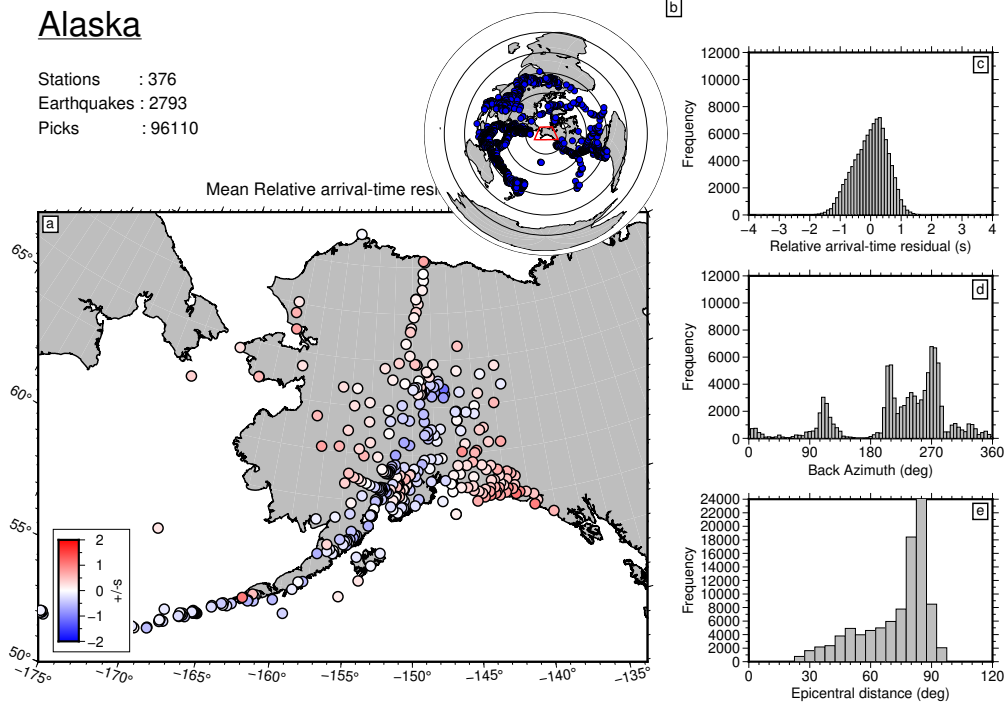 Alaska
Stations : 376
Earthquakes : 2793
Picks : 96110
Mean Relative arrival-time resi
a
65°
60°
55°
50°
−175°
−170°
−165°
−160°
−155°
−150°
−145°
−140°
−135°
2
1
0
−1
−2
+/-s
b
c
12000
10000
8000
6000
4000
2000
0
Frequency
−4 −3 −2 −1 0 1 2 3 4
Relative arrival-time residual (s)
d
12000
10000
8000
6000
4000
2000
0
Frequency
0 90 180 270 360
Back Azimuth (deg)
e
24000
22000
20000
18000
16000
14000
12000
10000
8000
6000
4000
2000
0
Frequency
0 30 60 90 120
Epicentral distance (deg)